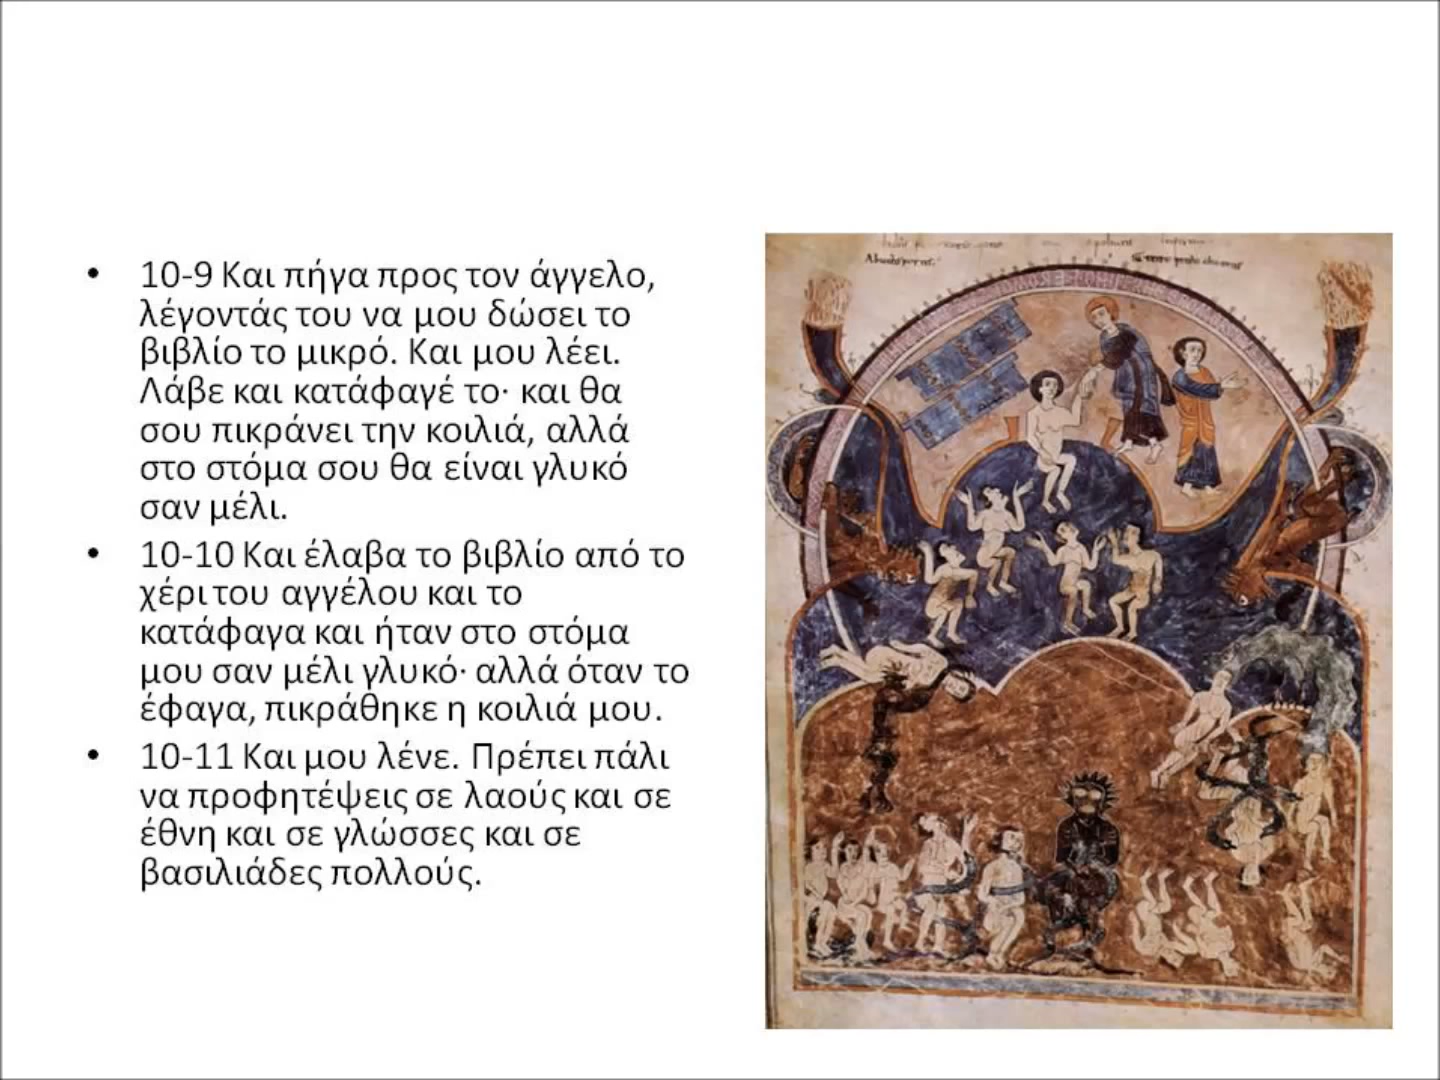 • 10-9 Και πήγα προς τον άγγελο,
λέγοντάς του να μου δώσει το
βιβλίο το μικρό. Και μου λέει.
Λάβε και κατάφαγέ το· και θα
σου πικράνει την κοιλιά, αλλά
στο στόμα σου θα είναι γλυκό
σαν μέλι.
• 10-10 Και έλαβα το βιβλίο από το
χέρι του αγγέλου και το
κατάφαγα και ήταν στο στόμα
μου σαν μέλι γλυκό· αλλά όταν το
έφαγα, πικράθηκε η κοιλιά μου.
• 10-11 Και μου λένε. Πρέπει πάλι
να προφητέψεις σε λαούς και σε
έθνη και σε γλώσσες και σε
βασιλιάδες πολλούς.